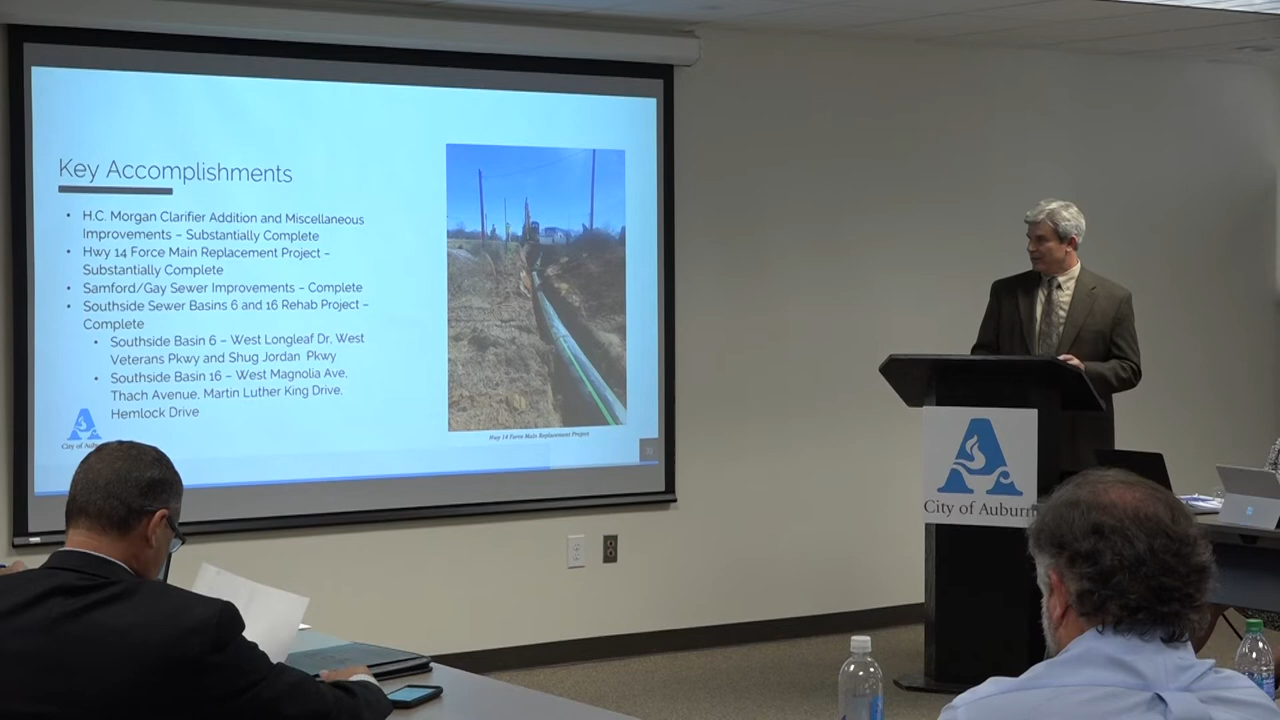 Key Accomplishments
• H.C. Morgan Clarifier Addition and Miscellaneous
Improvements – Substantially Complete
• Hwy 14 Force Main Replacement Project –
Substantially Complete
• Samford/Gay Sewer Improvements – Complete
• Southside Sewer Basins 6 and 16 Rehab Project –
Complete
• Southside Basin 6 – West Longleaf Dr, West
Veterans Pkwy and Shug Jordan Pkwy
• Southside Basin 16 – West Magnolia Ave,
Thach Avenue, Martin Luther King Drive,
Hemlock Drive
Hwy 14 Force Main Replacement Project
City of Aub
City of Auburn